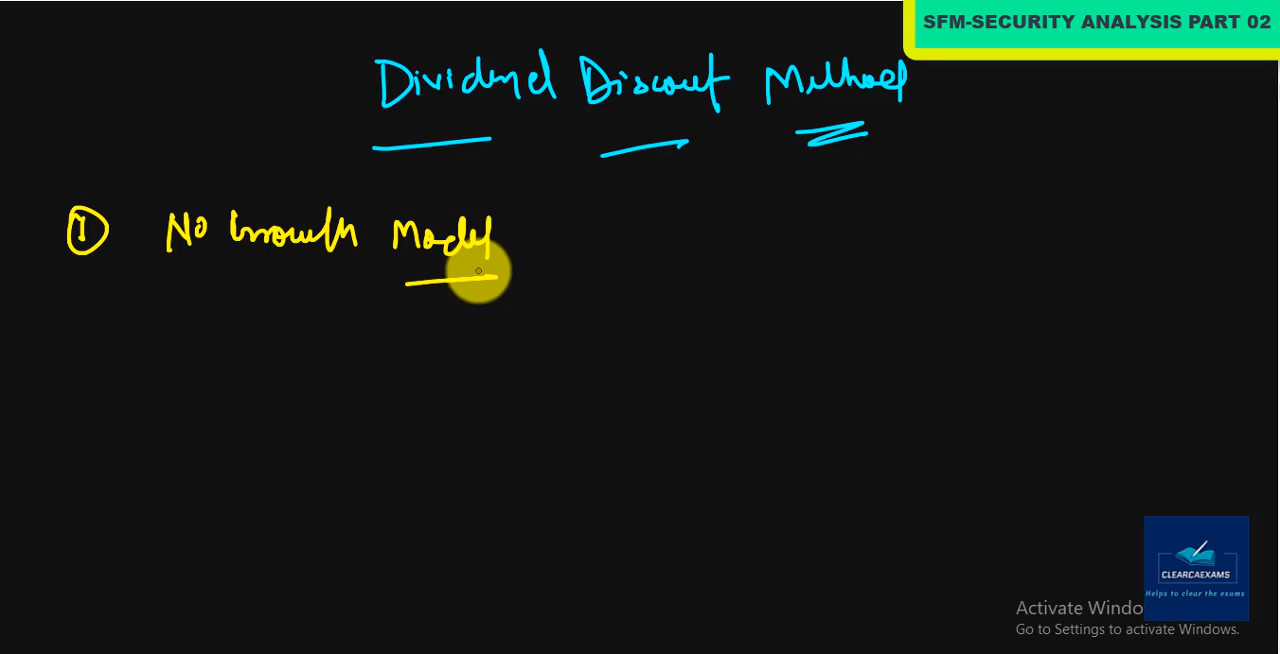 SFM-SECURITY ANALYSIS PART 02
Dividend Discout Method
① No Growth Model
CLEARCAEXAMS
Helps to clear the exams
Activate Windo
Go to Settings to activate Windows.